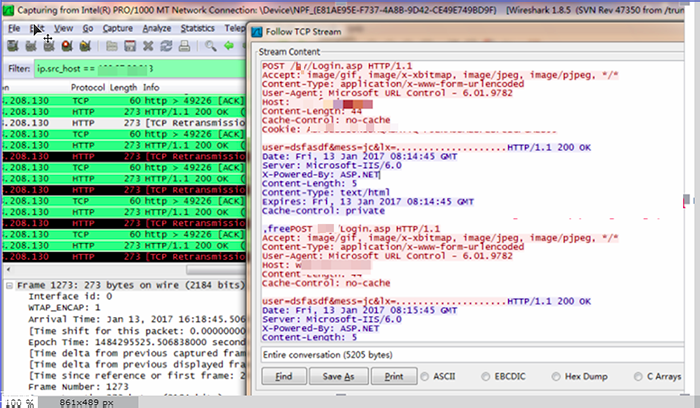 Capturing from Intel(R) PRO/1000 MT Network Connection: \Device\NPF_{E81AE95E-F737-4A8B-9D42-CE49E749BD9F} [Wireshark 1.8.5 (SVN Rev 47350 from /trun
File Edit View Go Capture Analyze Statistics Telep
Filter: ip.src_host ==
Protocol Length Info
.208.130 TCP 60 http > 49226 [ACK]
.208.130 HTTP 273 HTTP/1.1 200 OK
.208.130 HTTP 273 [TCP Retransmissio
.208.130 TCP 60 http > 49226 [ACK]
.208.130 HTTP 273 HTTP/1.1 200 OK (
.208.130 HTTP 273 [TCP Retransmissio
.208.130 TCP 60 http > 49226 [ACK]
.208.130 HTTP 273 HTTP/1.1 200 OK (
.208.130 HTTP 273 [TCP Retransmissio
.208.130 TCP 60 http > 49226 [ACK]
.208.130 HTTP 273 HTTP/1.1 200 OK (
.208.130 HTTP 273 [TCP Retransmissio
Frame 1273: 273 bytes on wire (2184 bits)
Interface id: 0
WTAP_ENCAP: 1
Arrival Time: Jan 13, 2017 16:18:45.506
[Time shift for this packet: 0.00000000
Epoch Time: 1484295525.506838000 second
[Time delta from previous captured fram
[Time delta from previous displayed fra
[Time since reference or first frame: 2
Frame Number: 1273
100 % 861x489 px
Follow TCP Stream
Stream Content
POST /Login.asp HTTP/1.1
Accept: image/gif, image/x-xbitmap, image/jpeg, image/pjpeg, */*
Content-Type: application/x-www-form-urlencoded
User-Agent: Microsoft URL Control - 6.01.9782
Host:
Content-Length: 44
Cache-Control: no-cache
Cookie:
user=dsfasdf&mess=jc&lx=....................HTTP/1.1 200 OK
Date: Fri, 13 Jan 2017 08:14:45 GMT
Server: Microsoft-IIS/6.0
X-Powered-By: ASP.NET
Content-Length: 5
Content-Type: text/html
Expires: Fri, 13 Jan 2017 08:14:45 GMT
Cache-control: private
,freePOST Login.asp HTTP/1.1
Accept: image/gif, image/x-xbitmap, image/jpeg, image/pjpeg, */*
Content-Type: application/x-www-form-urlencoded
User-Agent: Microsoft URL Control - 6.01.9782
Host: w
Content-Length: 44
Cache-Control: no-cache
user=dsfasdf&mess=jc&lx=....................HTTP/1.1 200 OK
Date: Fri, 13 Jan 2017 08:15:45 GMT
Server: Microsoft-IIS/6.0
X-Powered-By: ASP.NET
Content-Length: 5
Entire conversation (5205 bytes)
Find Save As Print ASCII EBCDIC Hex Dump C Arrays